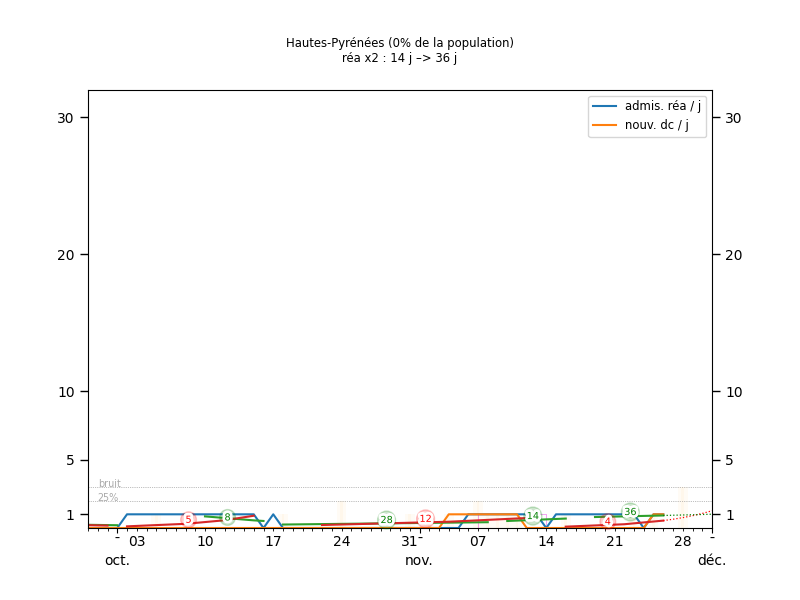 Hautes-Pyrénées (0% de la population)
réa x2 : 14 j –> 36 j
admis. réa / j
nouv. dc / j
30 30
20 20
10 10
5 5
bruit
25%
1 1
5 8 28 12 14 4 36
- 03 10 17 24 31- 07 14 21 28 -
oct. nov. déc.